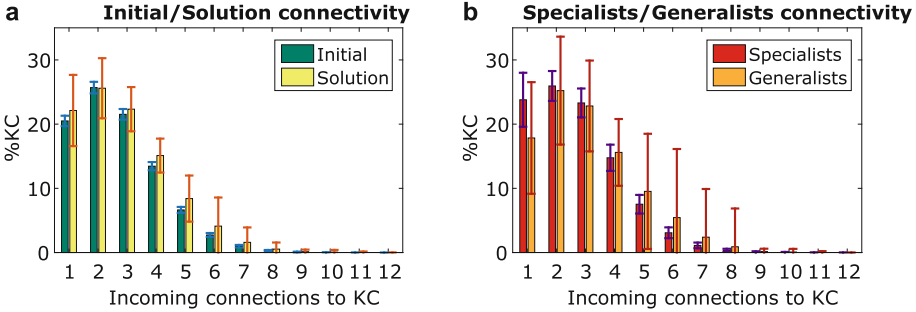 a Initial/Solution connectivity
%KC
30
20
10
0
Initial
Solution
1 2 3 4 5 6 7 8 9 10 11 12
Incoming connections to KC
b Specialists/Generalists connectivity
%KC
30
20
10
0
Specialists
Generalists
1 2 3 4 5 6 7 8 9 10 11 12
Incoming connections to KC